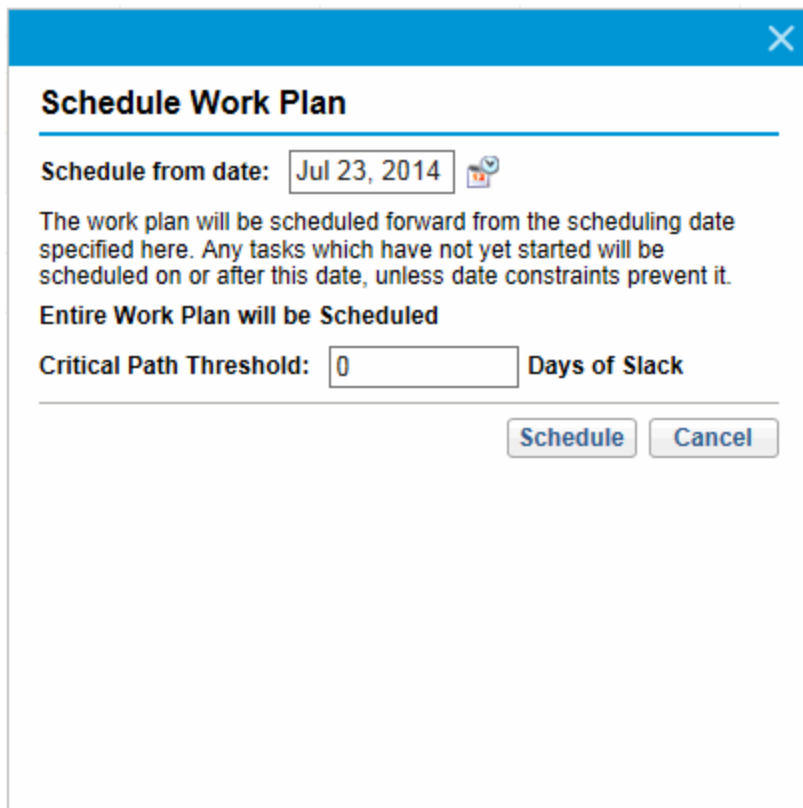 Schedule Work Plan
Schedule from date: Jul 23, 2014
The work plan will be scheduled forward from the scheduling date
specified here. Any tasks which have not yet started will be
scheduled on or after this date, unless date constraints prevent it.
Entire Work Plan will be Scheduled
Critical Path Threshold: 0 Days of Slack
Schedule Cancel